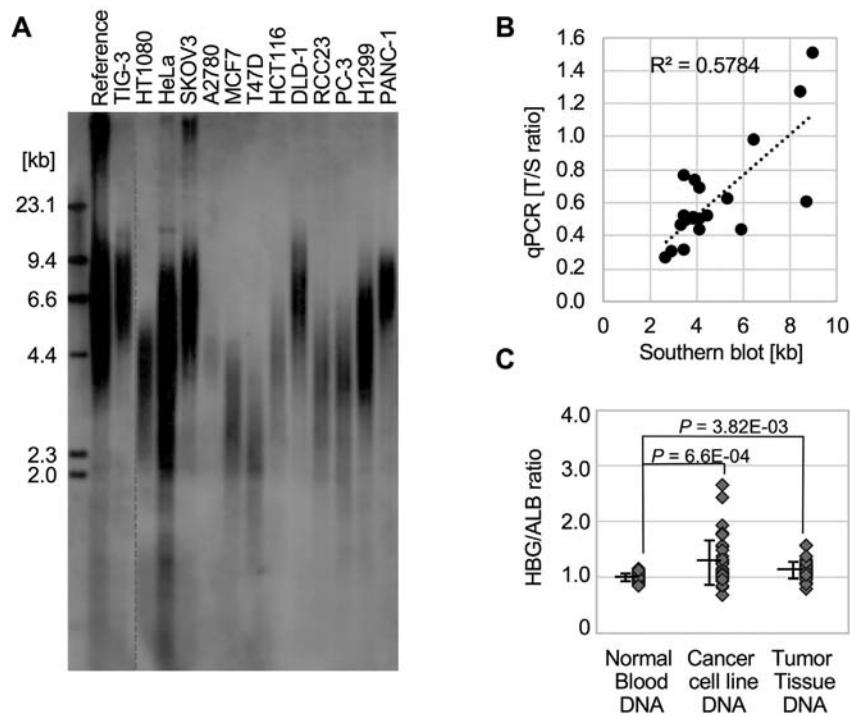 A
Reference
TIG-3
HT1080
HeLa
SKOV3
A2780
MCF7
T47D
HCT116
DLD-1
RCC23
PC-3
H1299
PANC-1
[kb]
23.1
9.4
6.6
4.4
2.3
2.0
B
R² = 0.5784
qPCR [T/S ratio]
1.6
1.4
1.2
1.0
0.8
0.6
0.4
0.2
0.0
0 2 4 6 8 10
Southern blot [kb]
C
HBG/ALB ratio
4.0
3.0
2.0
1.0
0
P = 3.82E-03
P = 6.6E-04
Normal Blood DNA
Cancer cell line DNA
Tumor Tissue DNA